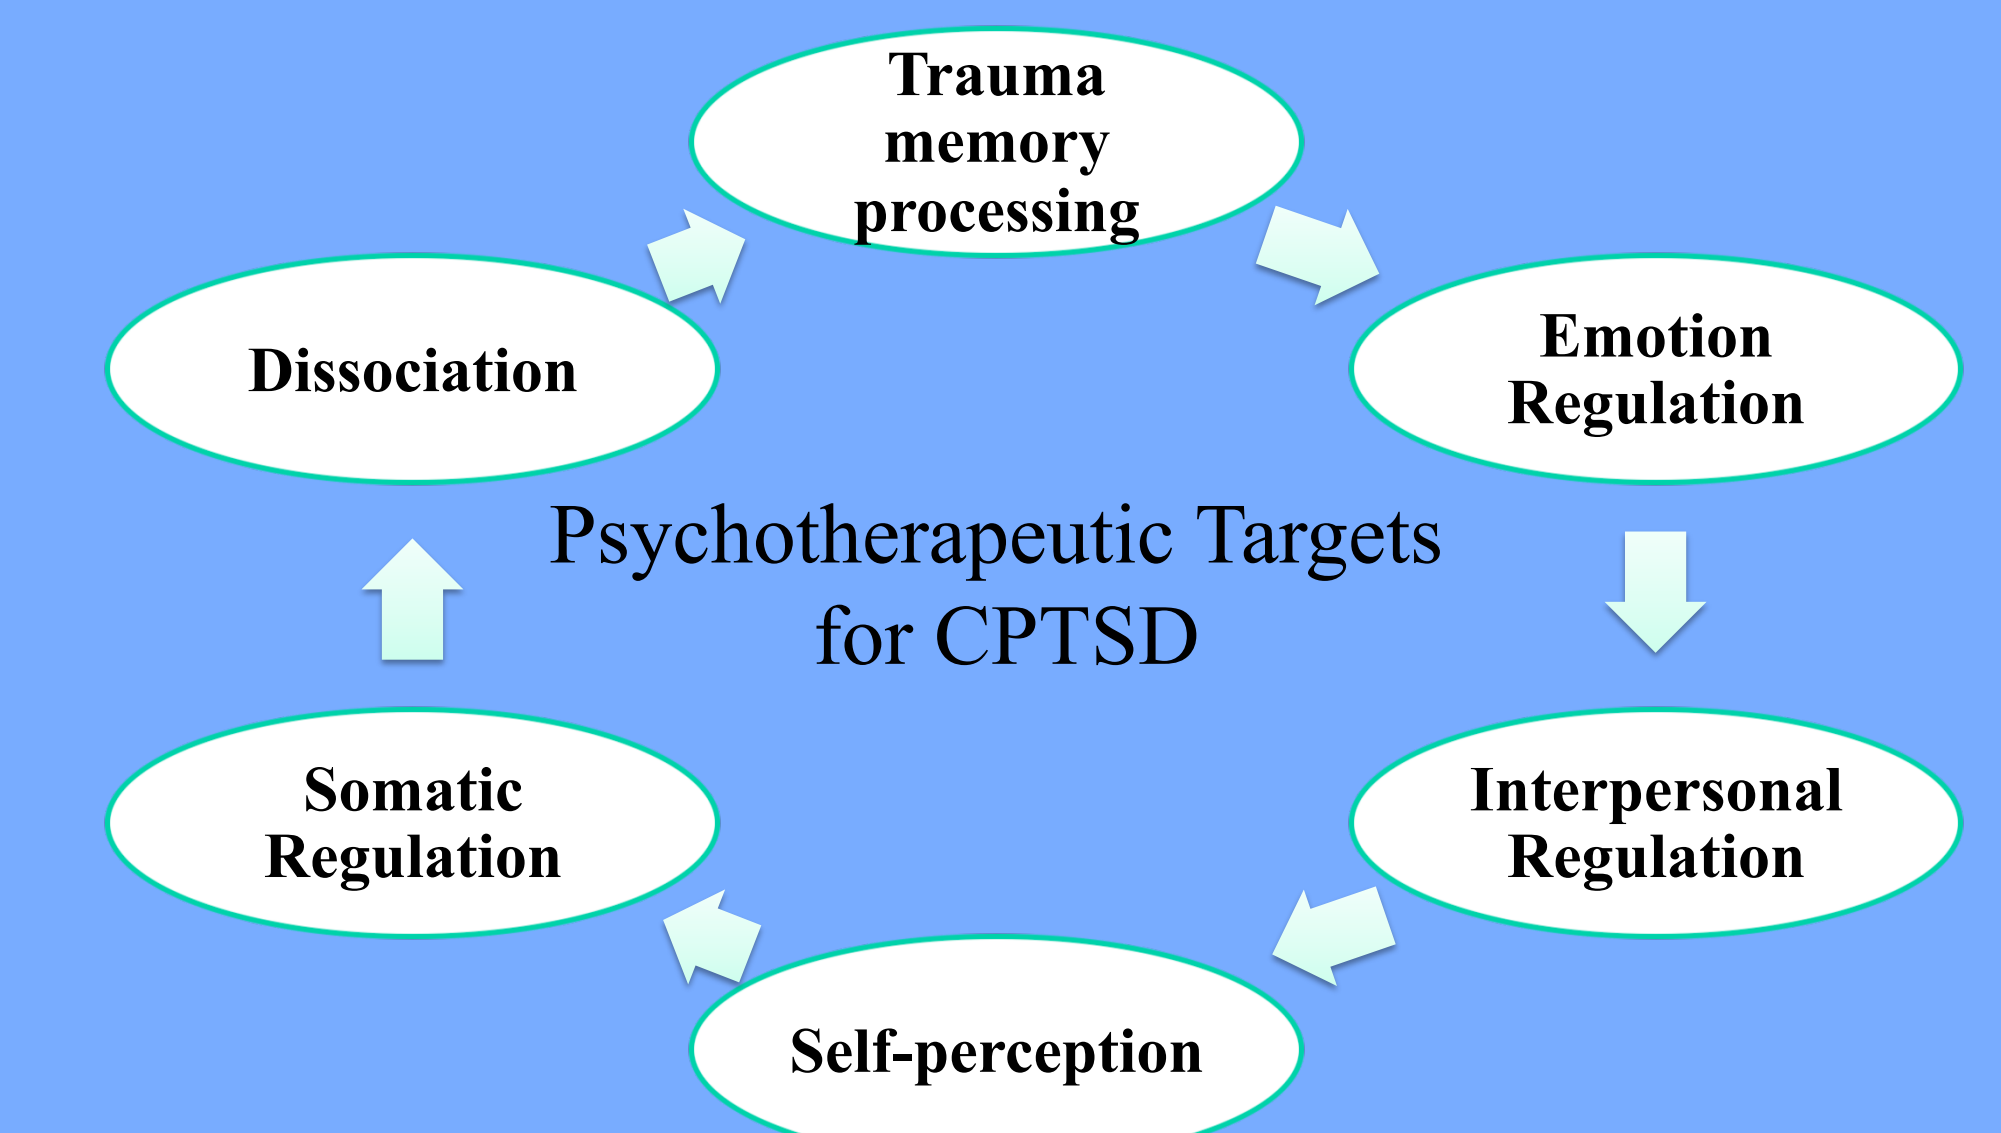 Trauma
memory
processing
Dissociation
Emotion
Regulation
Psychotherapeutic Targets
for CPTSD
Somatic
Regulation
Interpersonal
Regulation
Self-perception